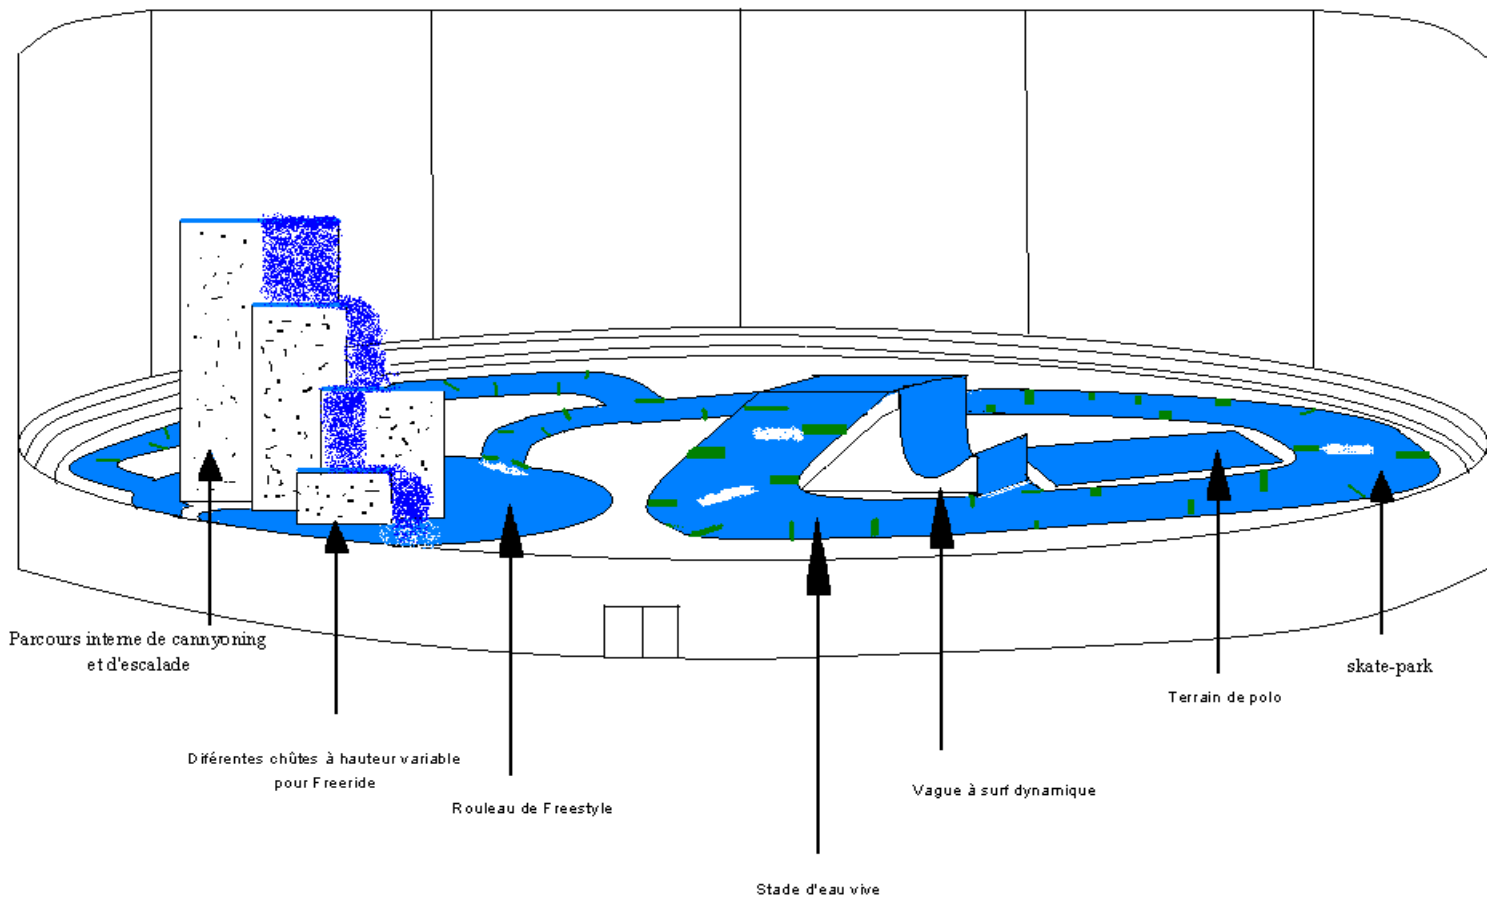 Parcours interne de cannyoning
et d'escalade
Diférentes chûtes à hauteur variable
pour Freeride
Rouleau de Freestyle
Stade d'eau vive
Vague à surf dynamique
Terrain de polo
skate-park